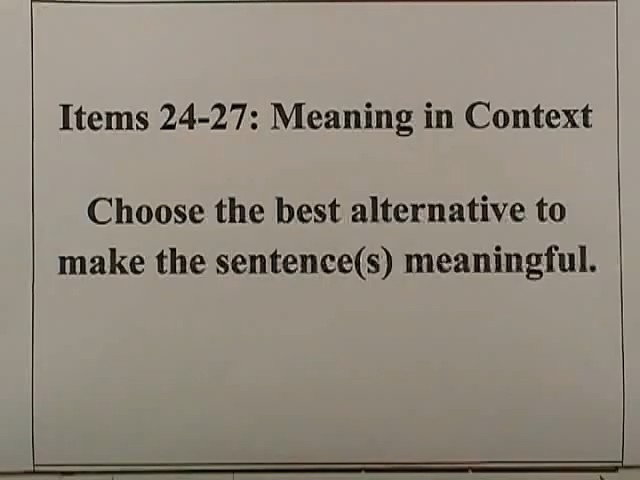 Items 24-27: Meaning in Context
Choose the best alternative to
make the sentence(s) meaningful.